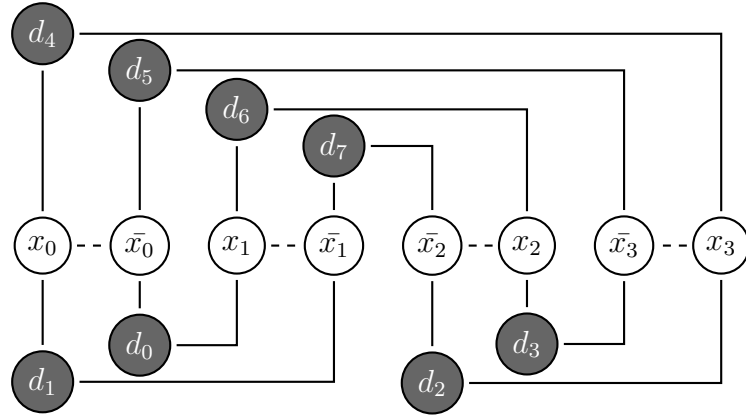 d₄
d₅
d₆
d₇
x₀ x̄₀ x₁ x̄₁ x̄₂ x₂ x̄₃ x₃
d₀ d₃
d₁ d₂